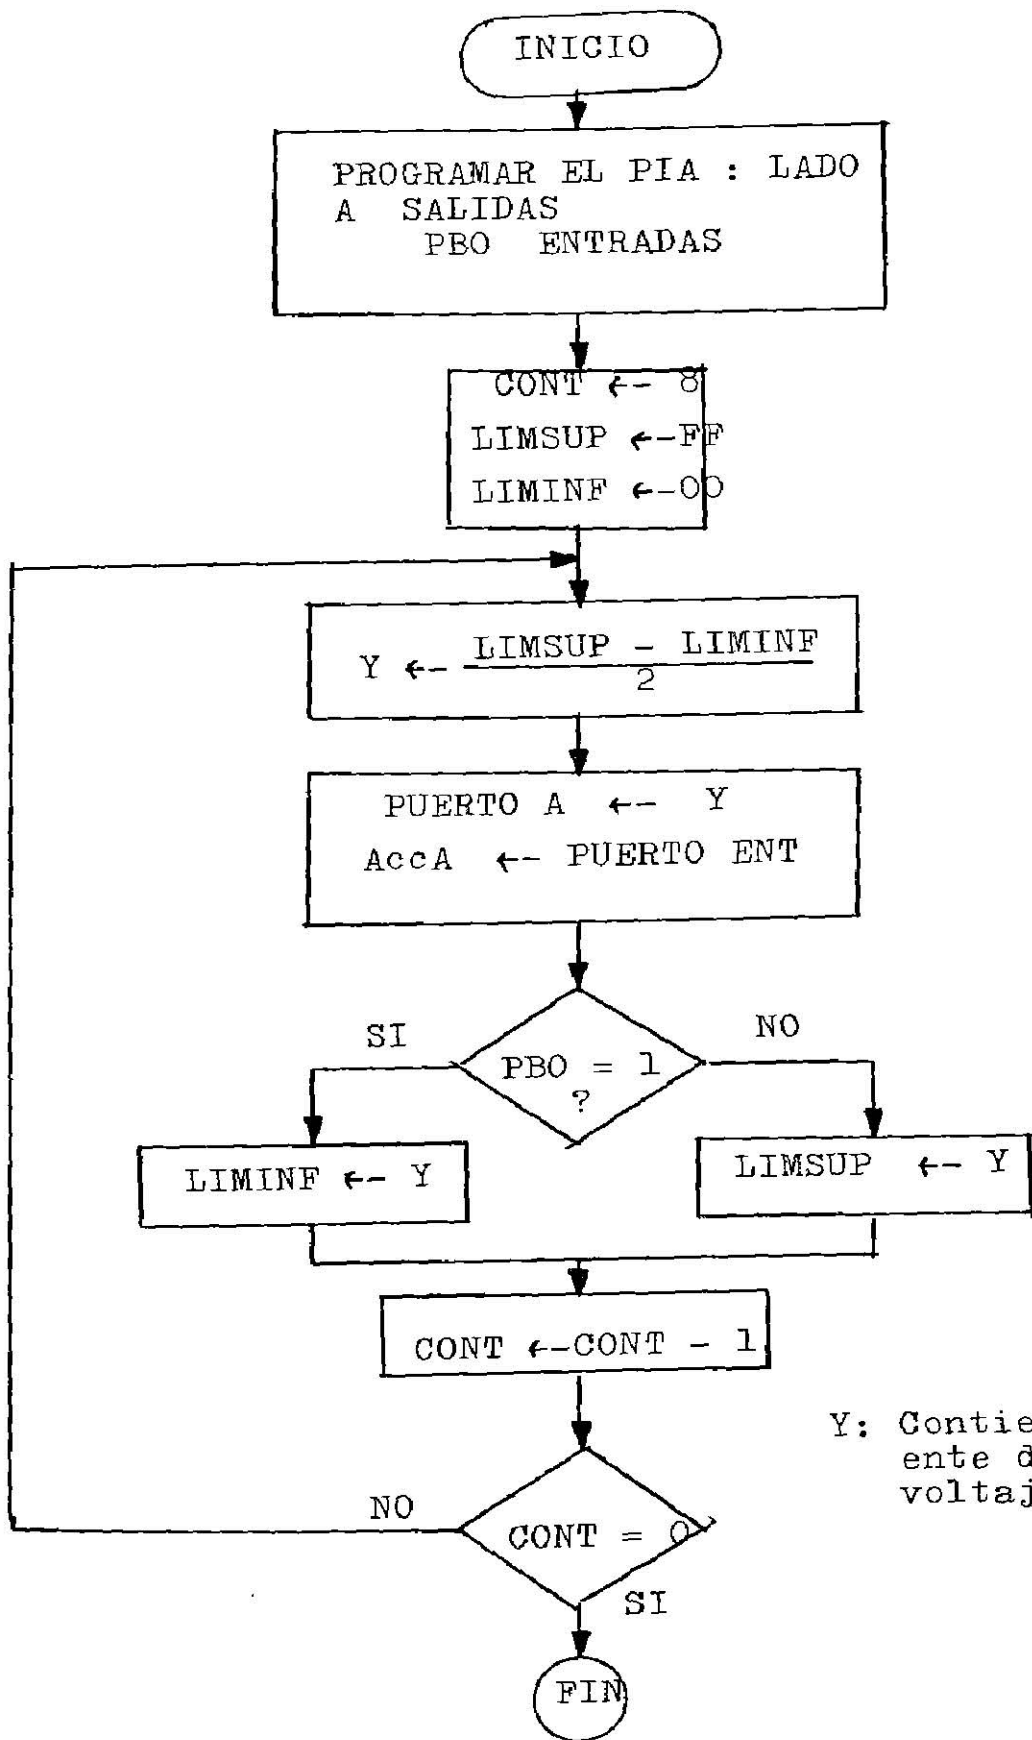 INICIO
PROGRAMAR EL PIA : LADO
A SALIDAS
PBO ENTRADAS
CONT ←- 8
LIMSUP ←-FF
LIMINF ←-00
Y ←- LIMSUP - LIMINF
2
PUERTO A ←- Y
AccA ←- PUERTO ENT
SI
NO
PBO = 1
?
LIMINF ←- Y
LIMSUP ←- Y
CONT ←-CONT - 1
Y: Contie
ente d
voltaj
NO
CONT = 0
SI
FIN